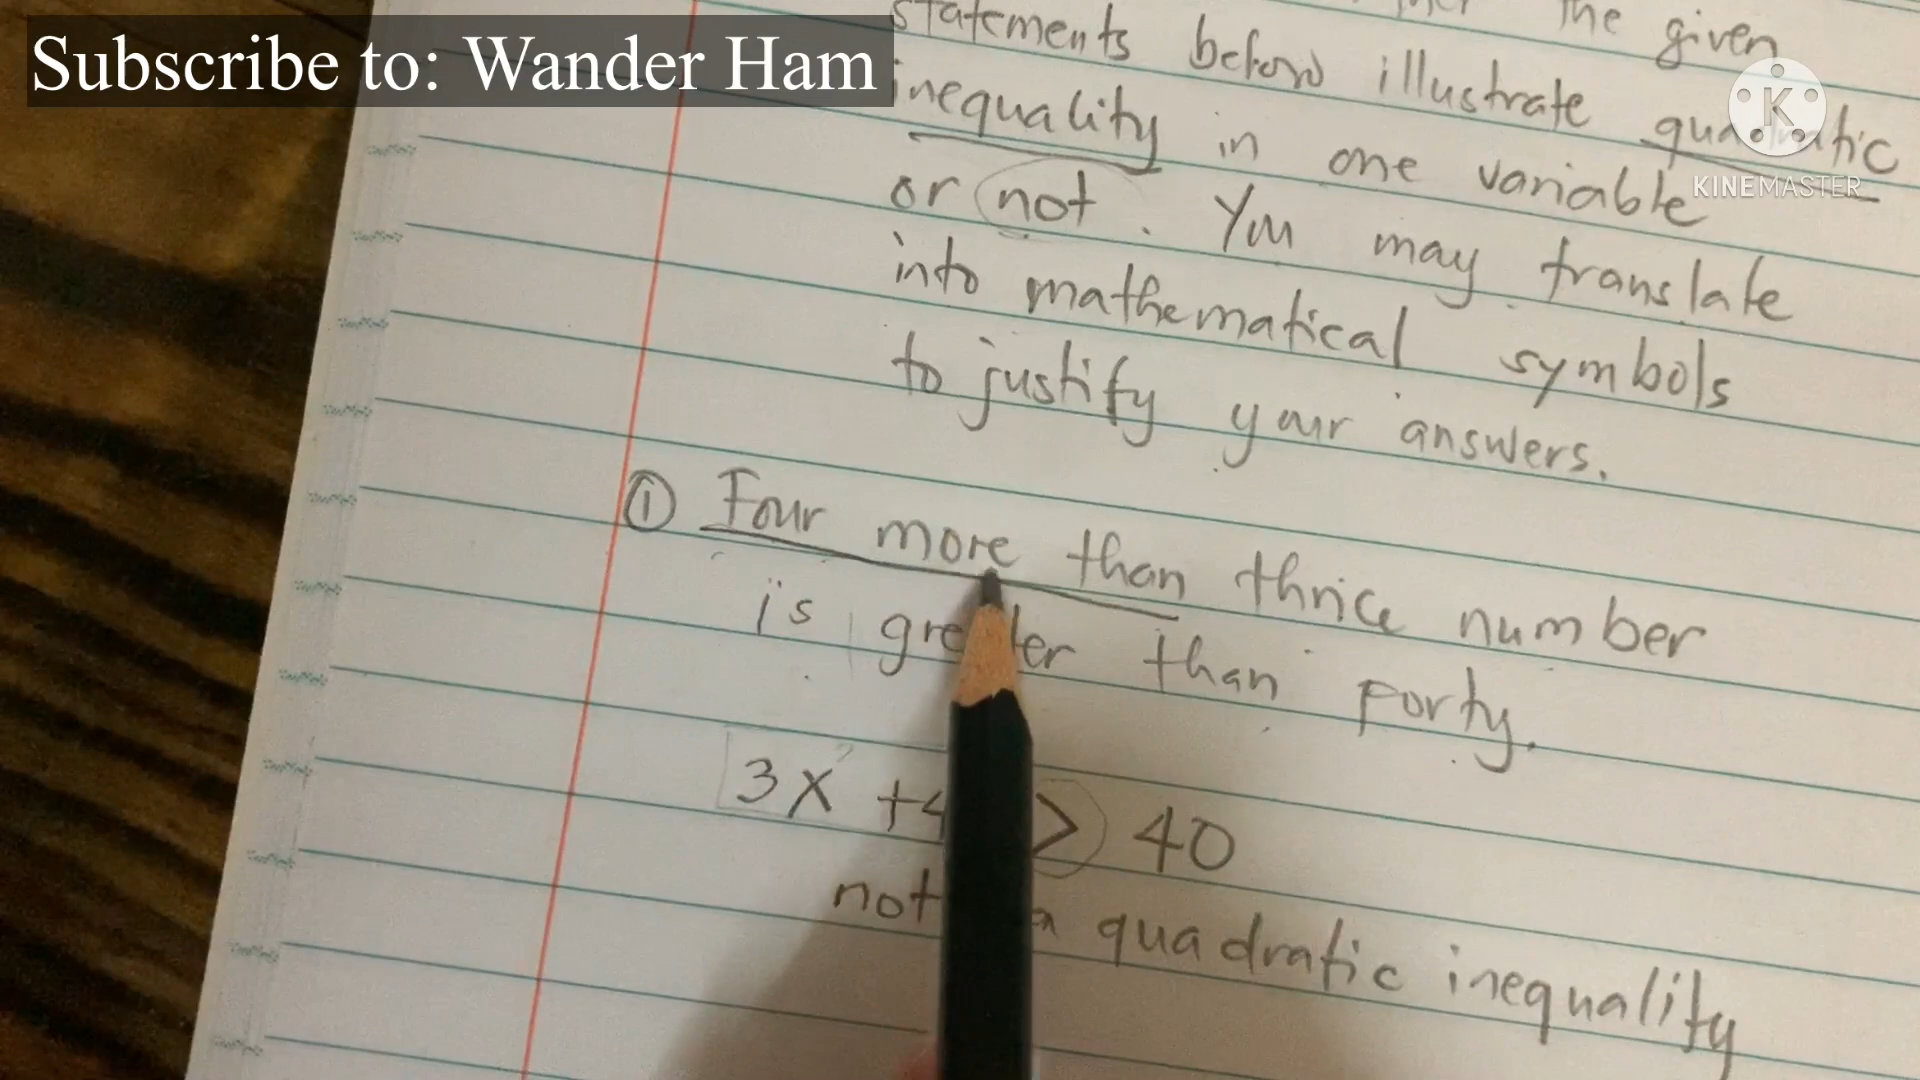 Subscribe to: Wander Ham
the given
statements below illustrate quadratic
inequality in one variable
or not. You may translate
into mathematical symbols
to justify your answers.
① Four more than thrice number
is greater than Forty.
3x +4 > 40
not a quadratic inequality
K
KINEMASTER